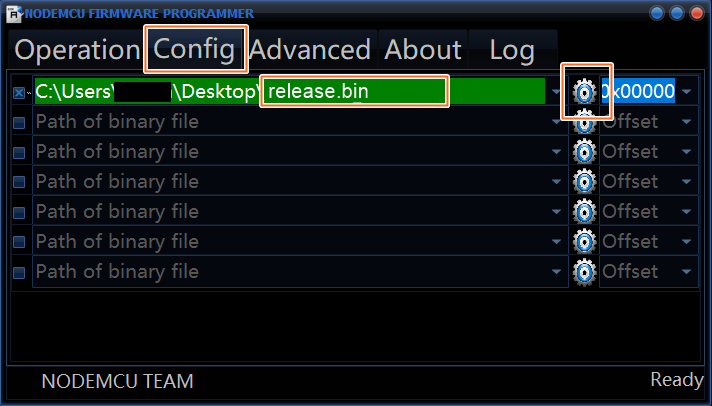 NODEMCU FIRMWARE PROGRAMMER
Operation Config Advanced About Log
C:\Users\ \Desktop\ release.bin 0x00000
Path of binary file Offset
Path of binary file Offset
Path of binary file Offset
Path of binary file Offset
Path of binary file Offset
Path of binary file Offset
NODEMCU TEAM Ready